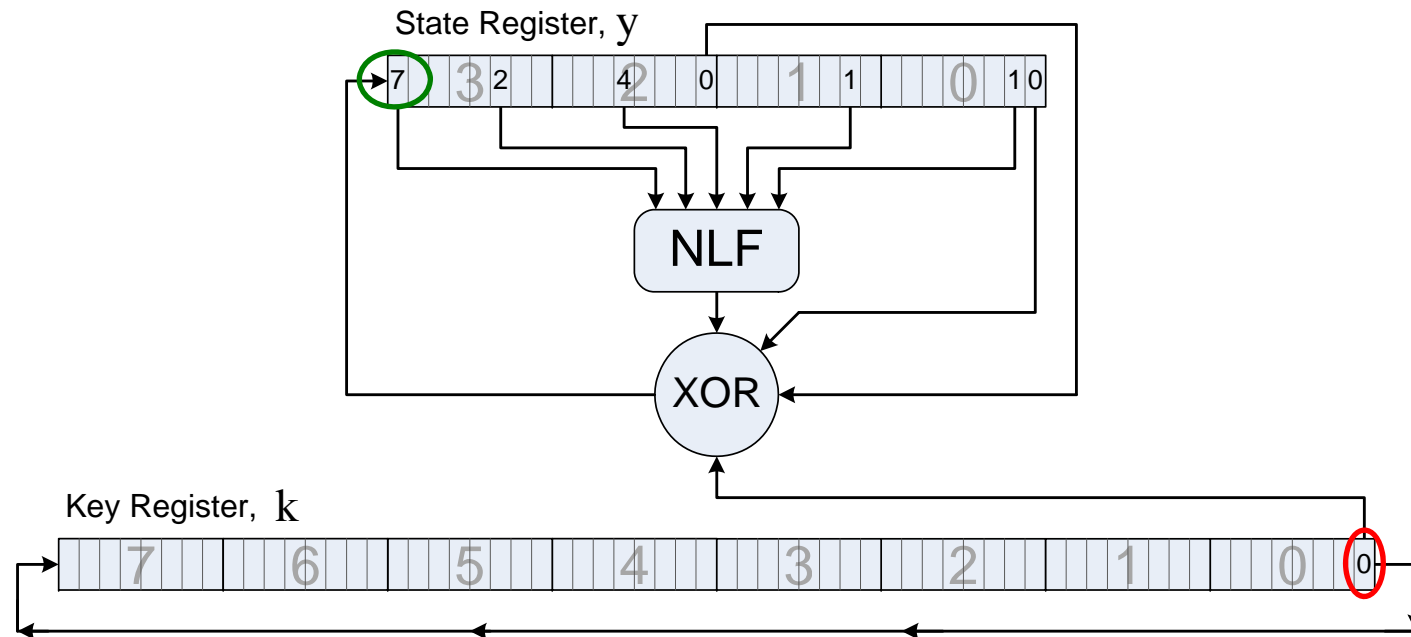 State Register, y
7 3 2 4 2 0 1 1 0 1 0
NLF
XOR
Key Register, k
7 6 5 4 3 2 1 0 0